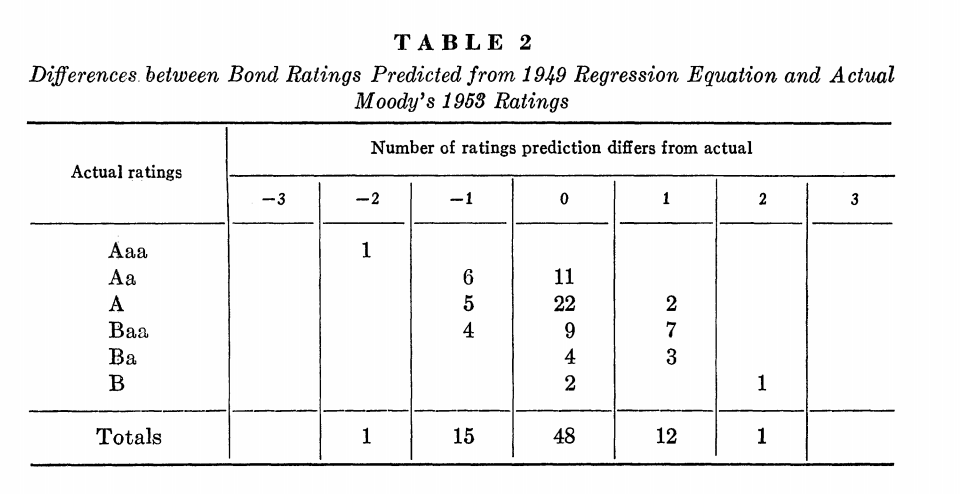 TABLE 2
Differences between Bond Ratings Predicted from 1949 Regression Equation and Actual
Moody's 1953 Ratings
Number of ratings prediction differs from actual
Actual ratings
−3 −2 −1 0 1 2 3
Aaa 1
Aa 6 11
A 5 22 2
Baa 4 9 7
Ba 4 3
B 2 1
Totals 1 15 48 12 1